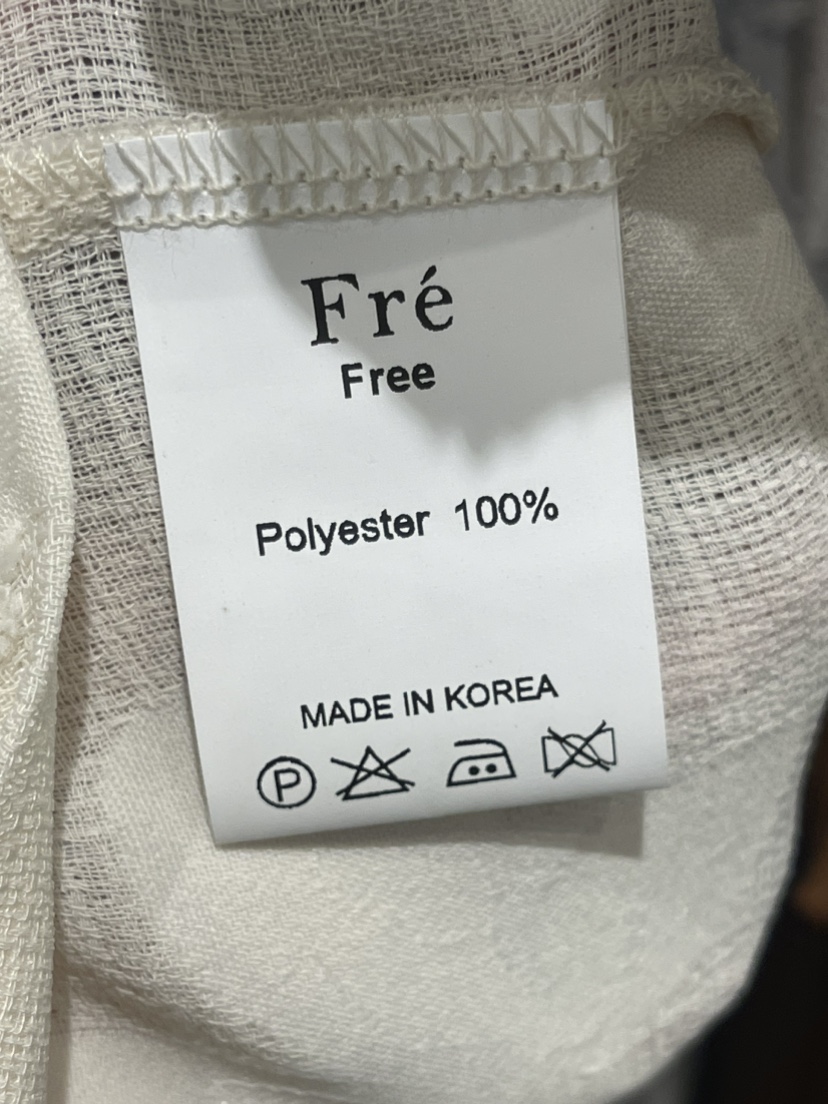 Fré
Free
Polyester 100%
MADE IN KOREA
P